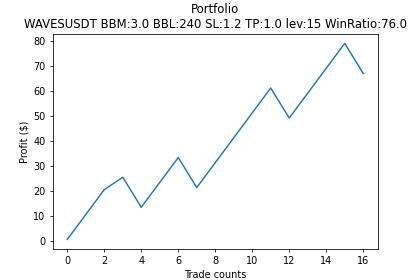 Portfolio
WAVESUSDT BBM:3.0 BBL:240 SL:1.2 TP:1.0 lev:15 WinRatio:76.0
80
70
60
50
40
30
20
10
0
Profit ($)
0 2 4 6 8 10 12 14 16
Trade counts